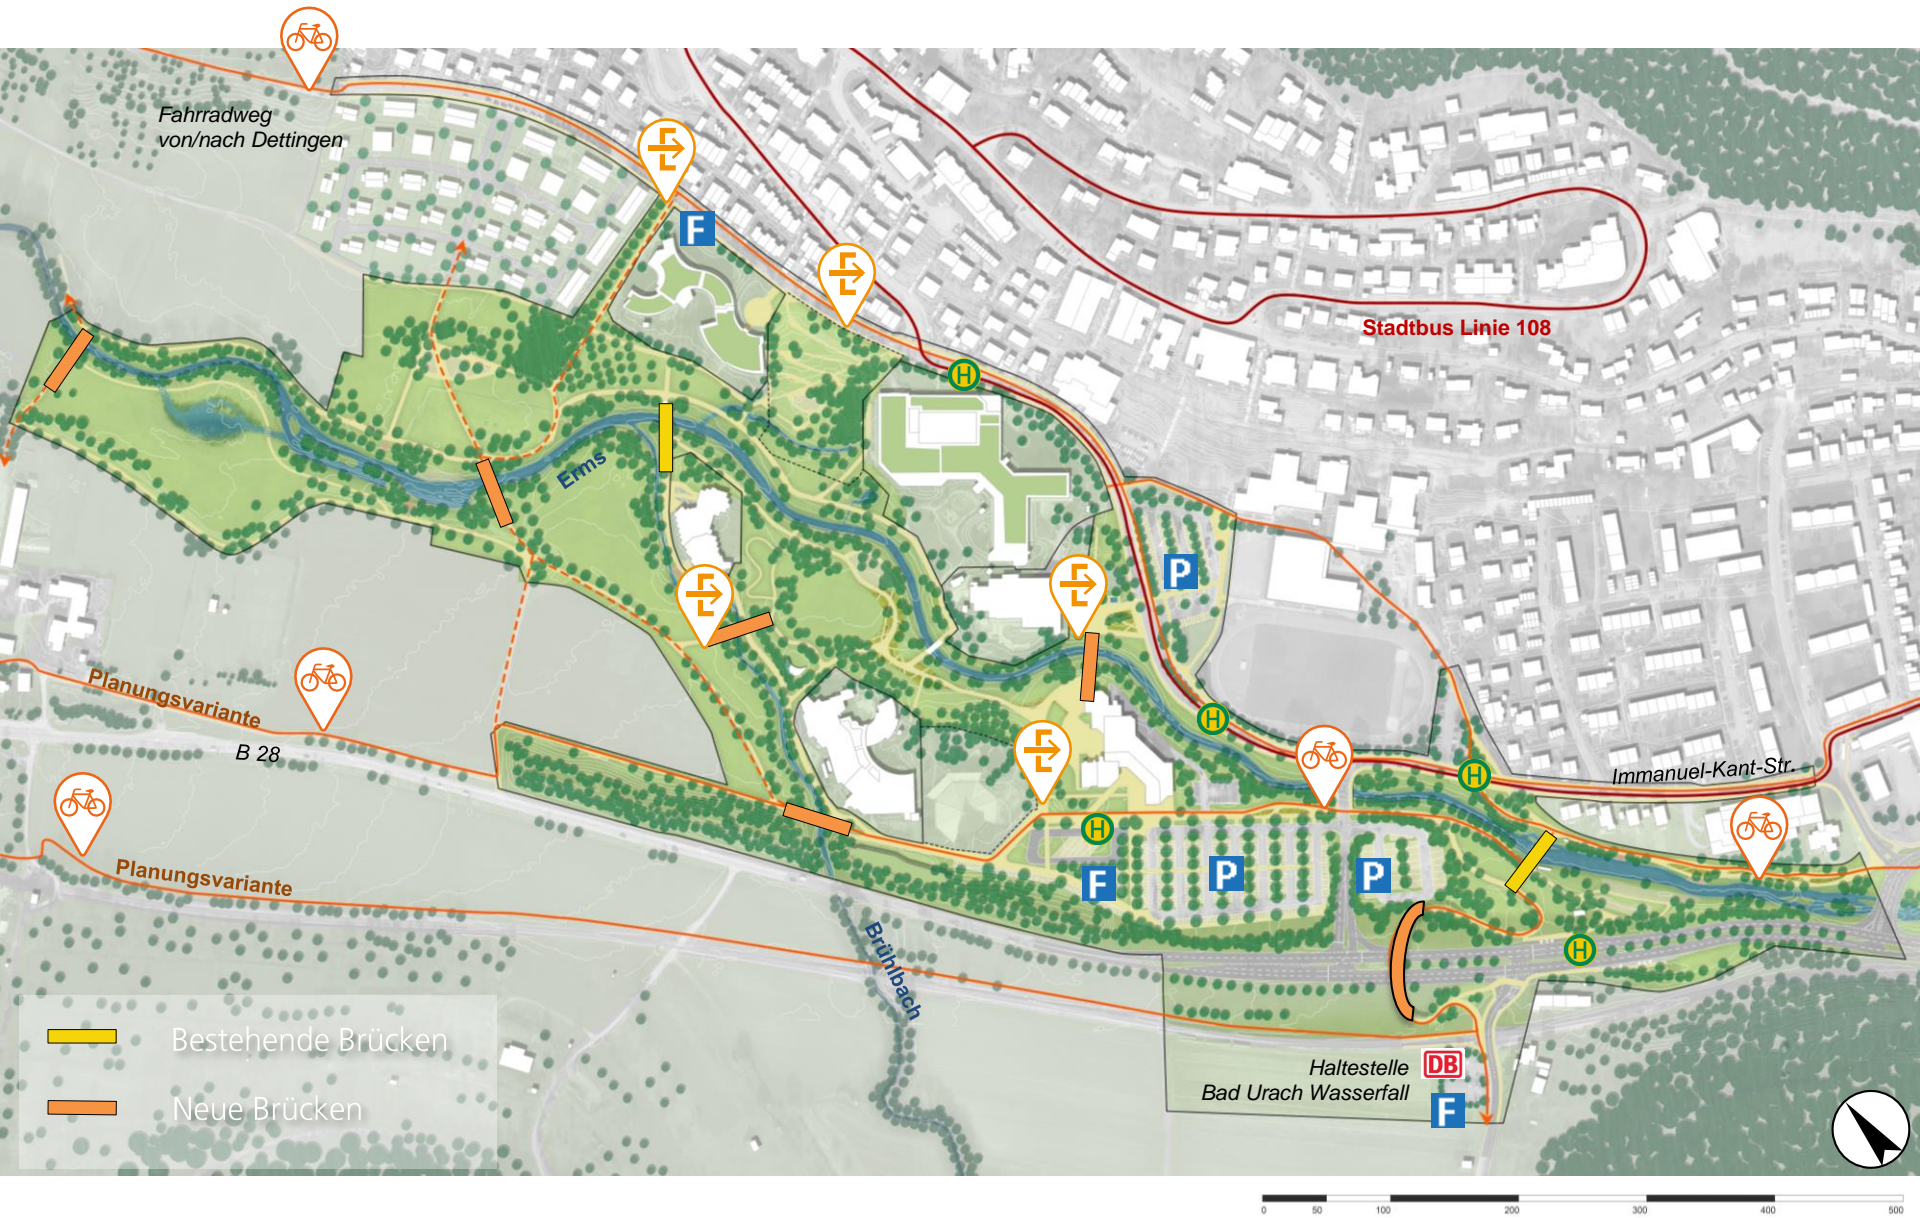 Fahrradweg
von/nach Dettingen
F
Stadtbus Linie 108
H
Erms
P
Planungsvariante
B 28
H
H
Immanuel-Kant-Str.
H
Planungsvariante
F
P
P
Brühlbach
H
Bestehende Brücken
Neue Brücken
Haltestelle
Bad Urach Wasserfall
DB
F
0 50 100 200 300 400 500